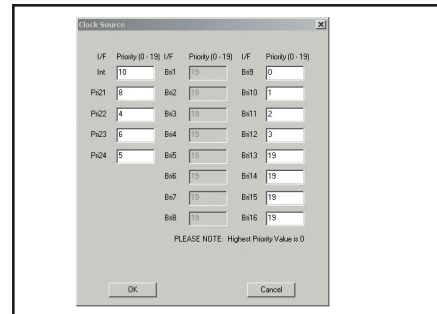 Clock Source
I/F Priority (0 - 19) I/F Priority (0 - 19) I/F Priority (0 - 19)
Int 10 Bri1 19 Bri9 0
Pri21 8 Bri2 19 Bri10 1
Pri22 4 Bri3 19 Bri11 2
Pri23 6 Bri4 19 Bri12 3
Pri24 5 Bri5 19 Bri13 19
Bri6 19 Bri14 19
Bri7 19 Bri15 19
Bri8 19 Bri16 19
PLEASE NOTE: Highest Priority Value is 0
OK Cancel